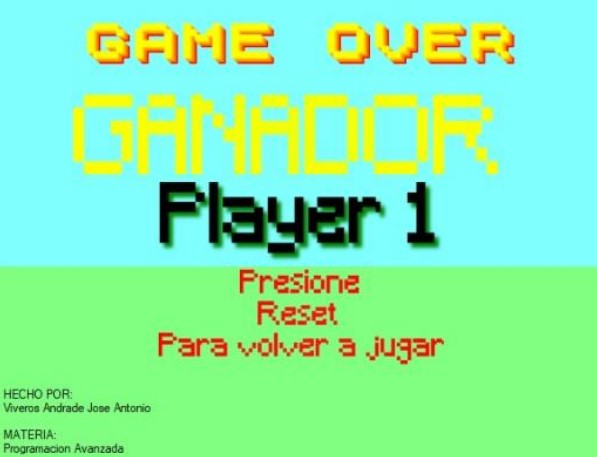 GAME OVER
GANADOR
Player 1
Presione
Reset
Para volver a jugar
HECHO POR:
Viveros Andrade Jose Antonio
MATERIA:
Programacion Avanzada